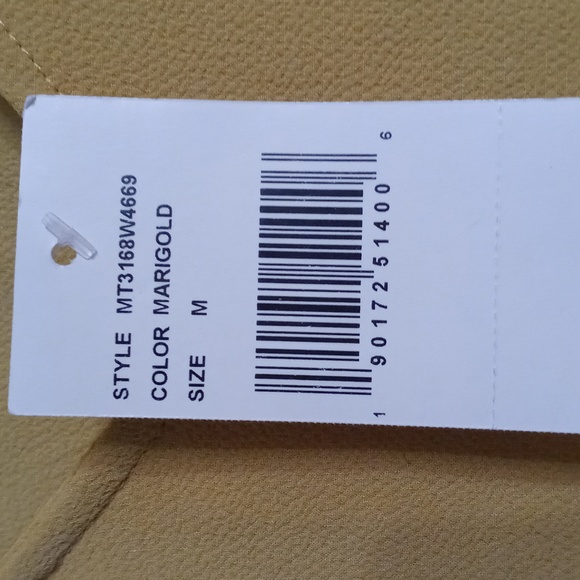 STYLE MT3168W4669
COLOR MARIGOLD
SIZE M
1 90172 51400 6